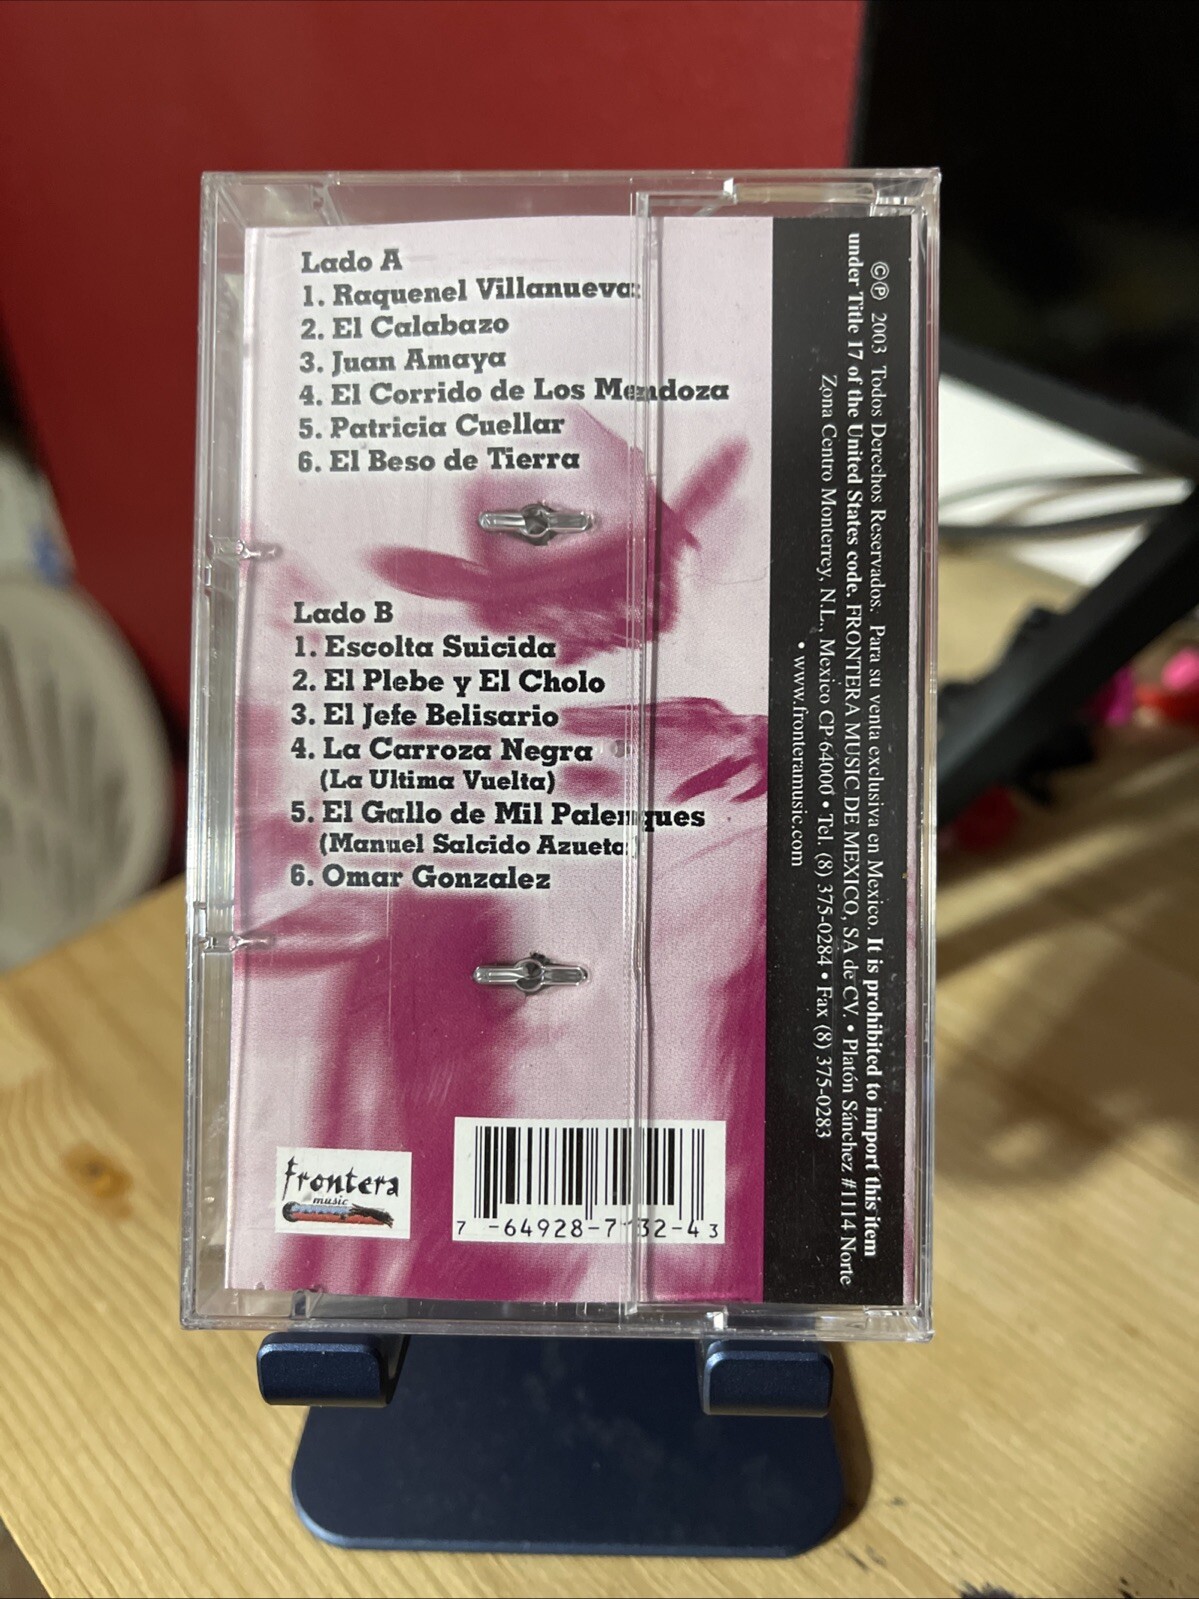 Lado A
1. Raquenel Villanueva
2. El Calabazo
3. Juan Amaya
4. El Corrido de Los Mendoza
5. Patricia Cuellar
6. El Beso de Tierra
Lado B
1. Escolta Suicida
2. El Plebe y El Cholo
3. El Jefe Belisario
4. La Carroza Negra
(La Ultima Vuelta)
5. El Gallo de Mil Palenques
(Manuel Salcido Azueta)
6. Omar Gonzalez
frontera
music
7 -64928-7132-4 3
©℗ 2003 Todos Derechos Reservados. Para su venta exclusiva en Mexico. It is prohibited to import this item
under Title 17 of the United States code. FRONTERA MUSIC DE MEXICO, SA de CV. • Platón Sánchez #1114 Norte
Zona Centro Monterrey, N.L., Mexico CP 64000 • Tel. (8) 375-0284 • Fax (8) 375-0283
• www.fronteramusic.com